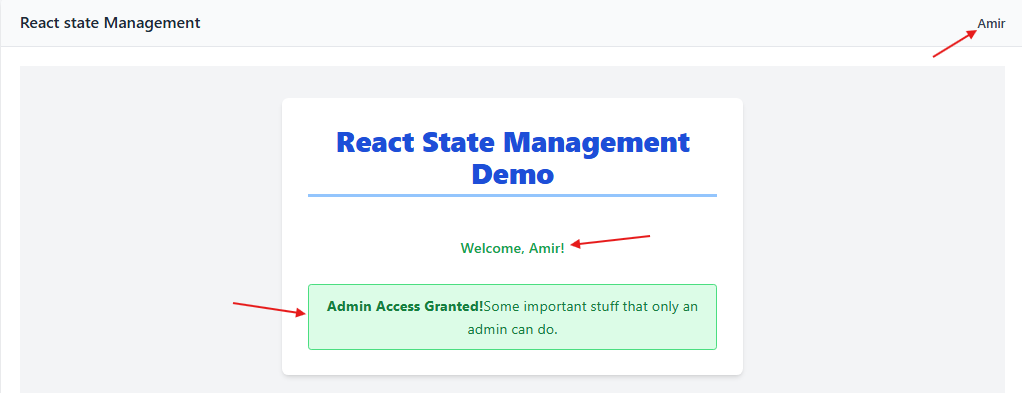 React state Management
Amir
React State Management
Demo
Welcome, Amir!
Admin Access Granted!Some important stuff that only an
admin can do.